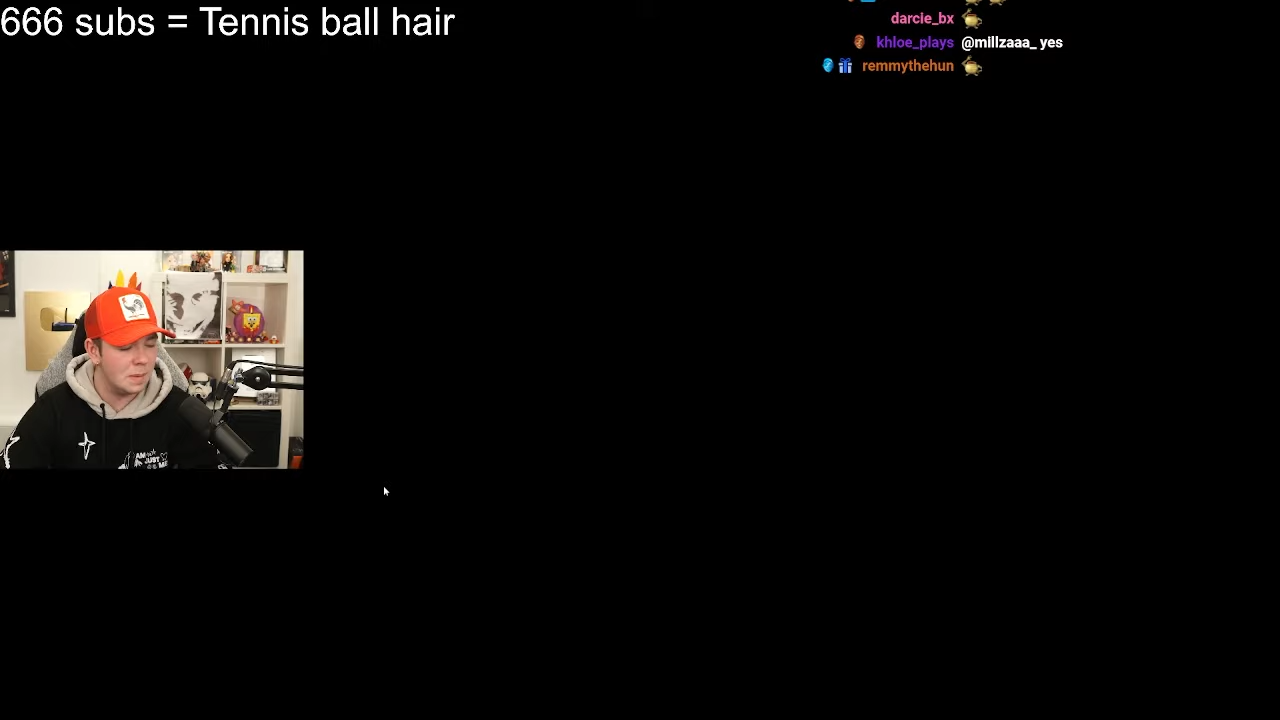 666 subs = Tennis ball hair
darcie_bx
khloe_plays @millzaaa_ yes
remmythehun